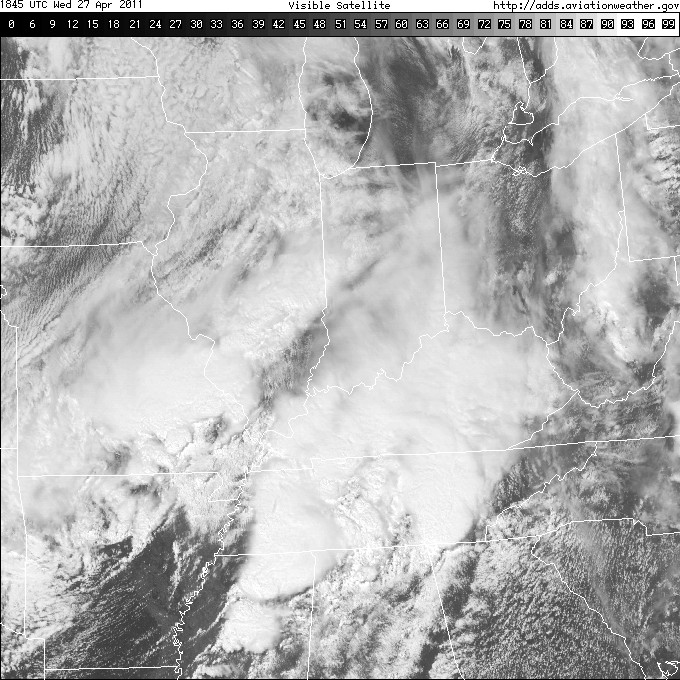 1845 UTC Wed 27 Apr 2011 Visible Satellite http://adds.aviationweather.gov
0 6 9 12 15 18 21 24 27 30 33 36 39 42 45 48 51 54 57 60 63 66 69 72 75 78 81 84 87 90 93 96 99